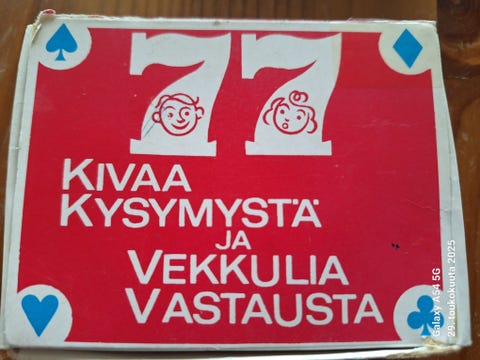 77
KIVAA
KYSYMYSTÄ
JA
VEKKULIA
VASTAUSTA
Galaxy A54 5G
29. toukokuuta 2025